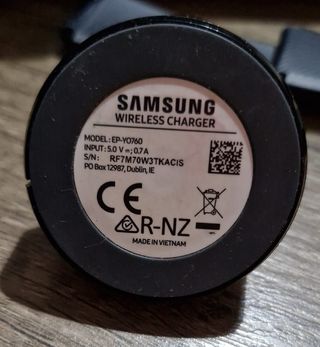 SAMSUNG
WIRELESS CHARGER
MODEL: EP-YO760
INPUT: 5.0 V ⎓; 0.7 A
S/N: RF7M70W3TKACIS
PO Box 12987, Dublin, IE
CE R-NZ
MADE IN VIETNAM